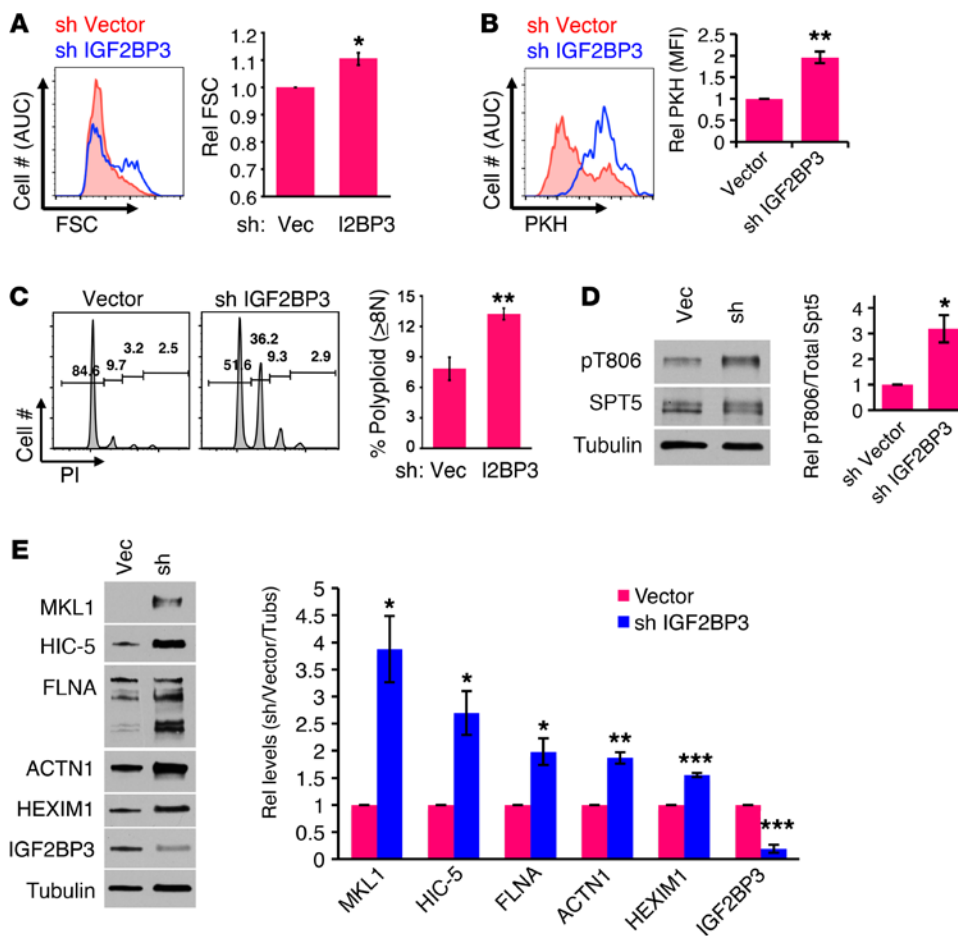 A
sh Vector
sh IGF2BP3
Cell # (AUC)
FSC
Rel FSC
1.2
1.1
1.0
0.9
0.8
0.7
0.6
*
sh: Vec I2BP3
B
sh Vector
sh IGF2BP3
Cell # (AUC)
PKH
Rel PKH (MFI)
2.5
2
1.5
1
0.5
0
**
Vector
sh IGF2BP3
C
Vector
sh IGF2BP3
84.6 9.7 3.2 2.5
51.6 36.2 9.3 2.9
Cell #
PI
% Polyploid (≥8N)
15
12
9
6
3
0
**
sh: Vec I2BP3
D
Vec sh
pT806
SPT5
Tubulin
Rel pT806/Total Spt5
4
3
2
1
0
*
sh Vector
sh IGF2BP3
E
Vec sh
MKL1
HIC-5
FLNA
ACTN1
HEXIM1
IGF2BP3
Tubulin
Rel levels (sh/Vector/Tubs)
5
4.5
4
3.5
3
2.5
2
1.5
1
0.5
0
Vector
sh IGF2BP3
* * * ** *** ***
MKL1
HIC-5
FLNA
ACTN1
HEXIM1
IGF2BP3